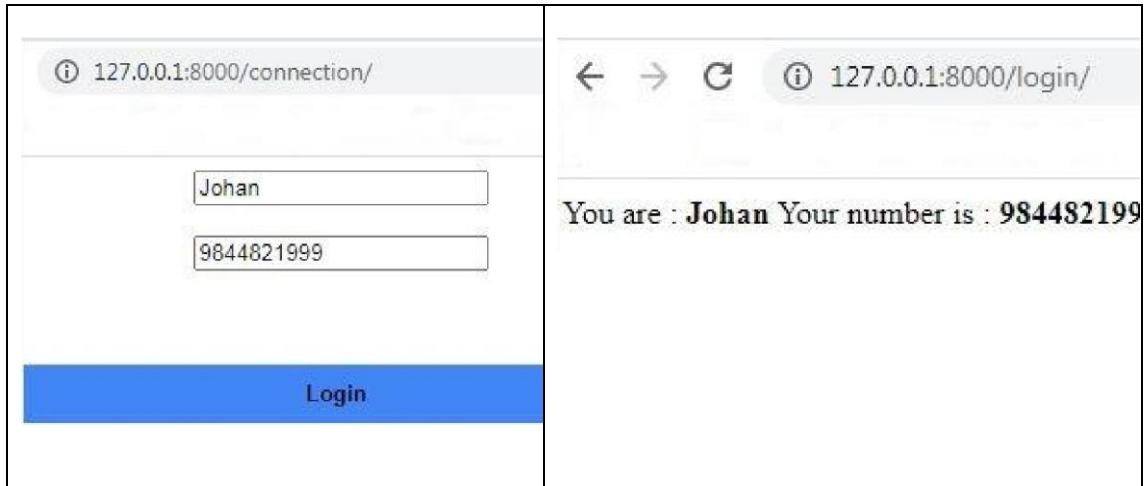 127.0.0.1:8000/connection/
Johan
9844821999
Login
127.0.0.1:8000/login/
You are : Johan Your number is : 984482199